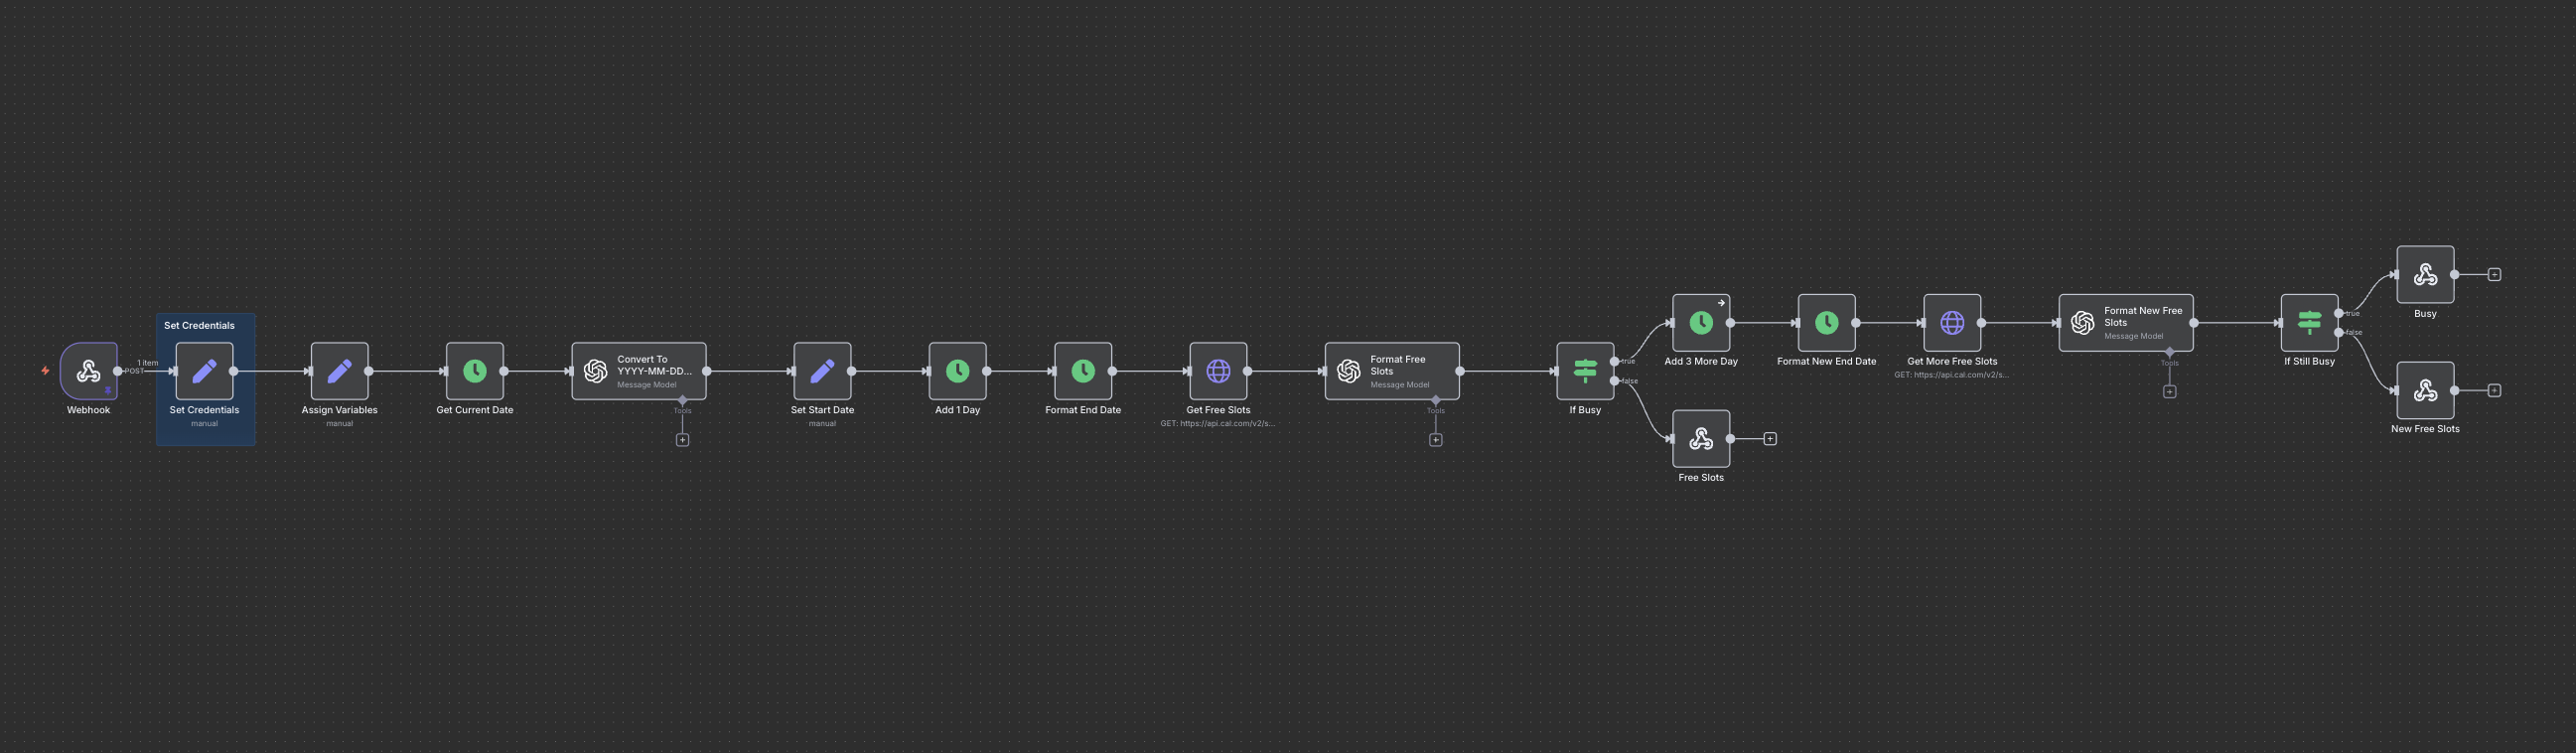 Set Credentials
1 item
POST
Webhook
Set Credentials
manual
Assign Variables
manual
Get Current Date
Convert To
YYYY-MM-DD...
Message Model
Tools
Set Start Date
manual
Add 1 Day
Format End Date
Get Free Slots
GET: https://api.cal.com/v2/s...
Format Free
Slots
Message Model
Tools
true
false
If Busy
Add 3 More Day
Free Slots
Format New End Date
Get More Free Slots
GET: https://api.cal.com/v2/s...
Format New Free
Slots
Message Model
Tools
true
false
If Still Busy
Busy
New Free Slots